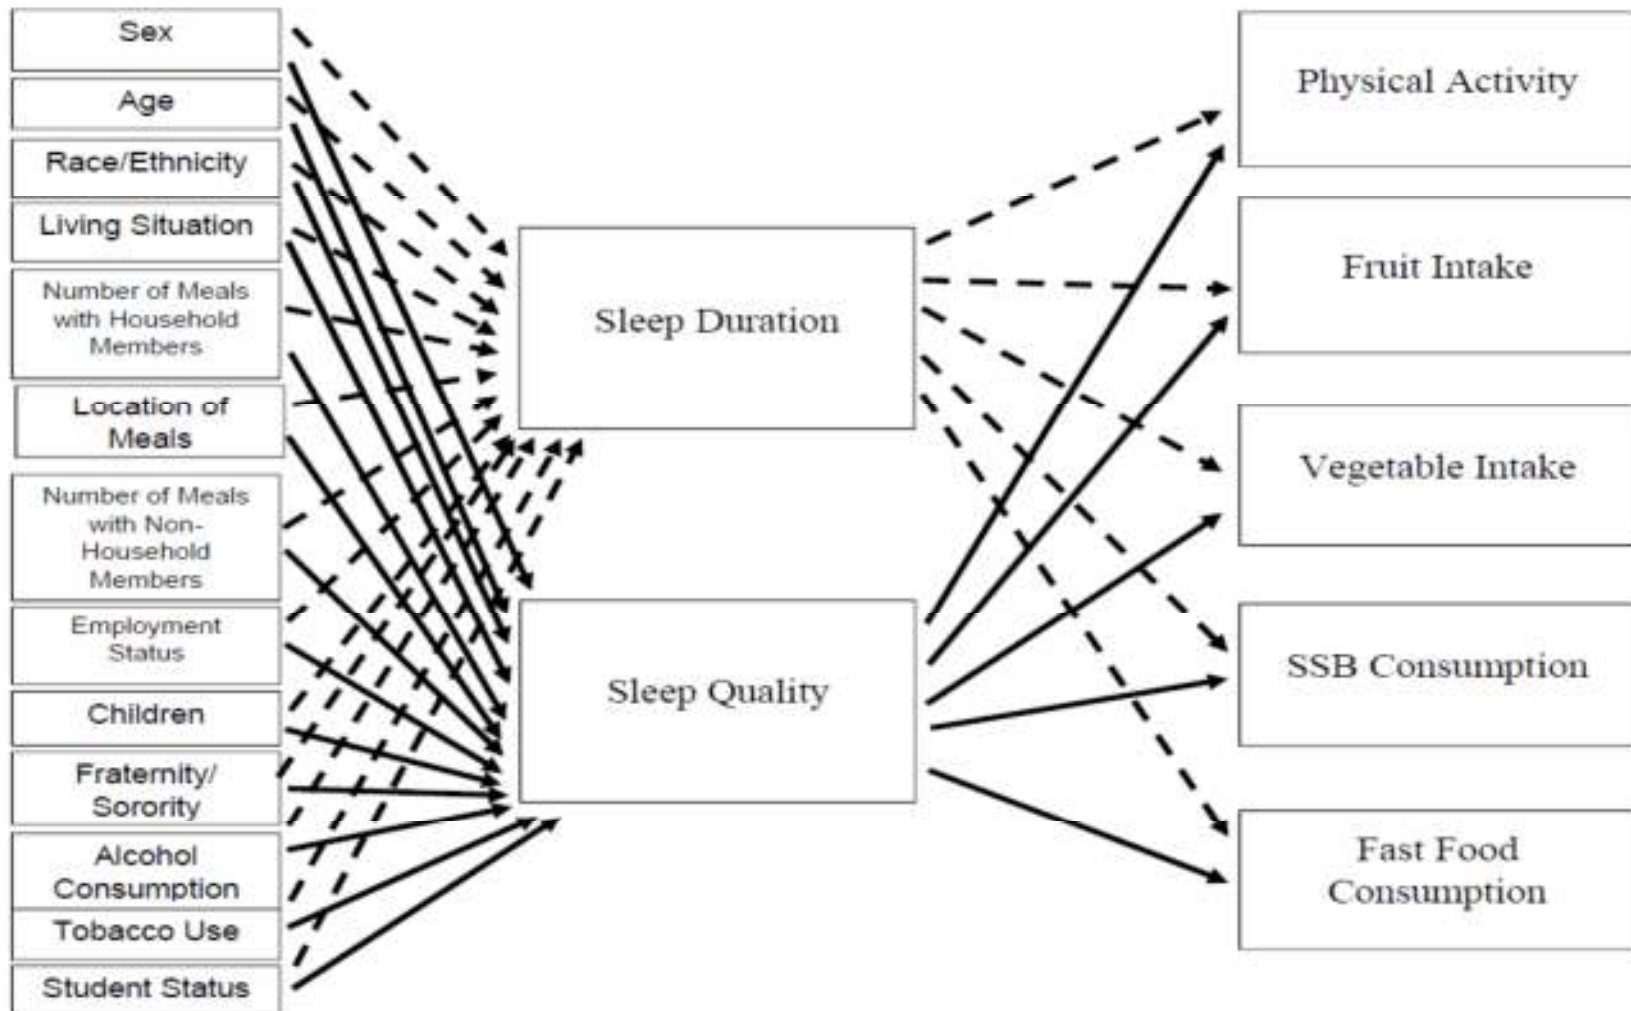 Sex
Age
Race/Ethnicity
Living Situation
Number of Meals
with Household
Members
Location of
Meals
Number of Meals
with Non-
Household
Members
Employment
Status
Children
Fraternity/
Sorority
Alcohol
Consumption
Tobacco Use
Student Status
Sleep Duration
Sleep Quality
Physical Activity
Fruit Intake
Vegetable Intake
SSB Consumption
Fast Food
Consumption